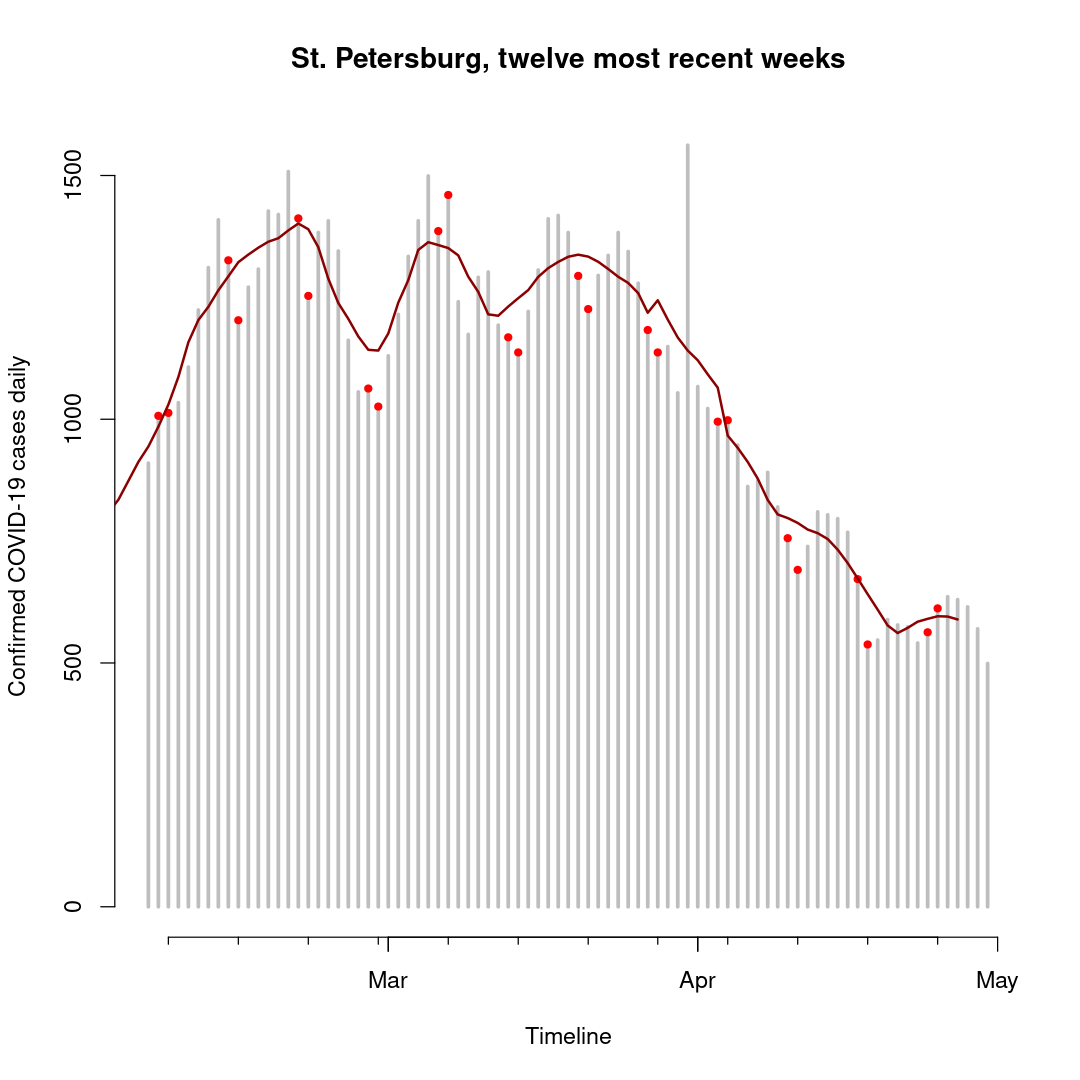 St. Petersburg, twelve most recent weeks
Confirmed COVID-19 cases daily
1500
1000
500
0
Mar
Apr
May
Timeline